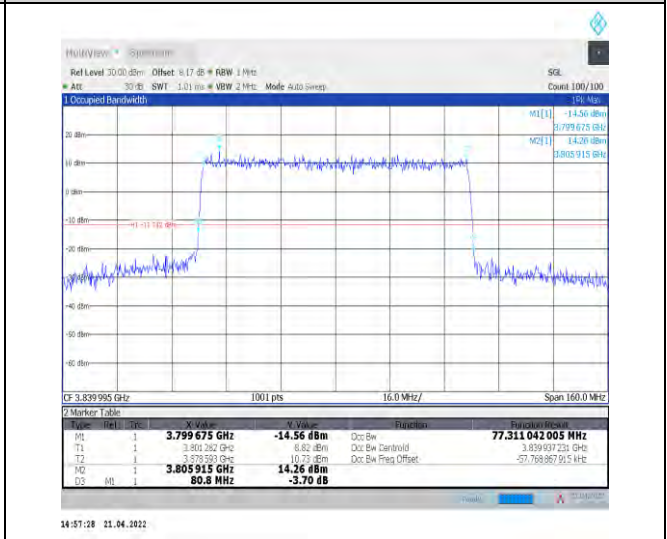 MultiView Spectrum
Ref Level 30.00 dBm Offset 8.17 dB RBW 1 MHz SGL
Att 30 dB SWT 1.01 ms VBW 2 MHz Mode Auto Sweep Count 100/100
1 Occupied Bandwidth 1Pk Max
M1[1] -14.56 dBm
3.799 675 GHz
M2[1] 14.26 dBm
3.805 915 GHz
20 dBm
10 dBm
0 dBm
-10 dBm
-20 dBm
-40 dBm
-50 dBm
-60 dBm
CF 3.839 995 GHz 1001 pts 16.0 MHz/ Span 160.0 MHz
2 Marker Table
Type Ref Trc X-Value Y-Value Function Function Result
M1 1 3.799 675 GHz -14.56 dBm Occ Bw 77.311 042 005 MHz
T1 1 3.801 282 GHz 8.82 dBm Occ Bw Centroid 3.839 937 231 GHz
T2 1 3.878 593 GHz 10.73 dBm Occ Bw Freq Offset -57.768 867 915 kHz
M2 1 3.805 915 GHz 14.26 dBm
D3 M1 1 80.8 MHz -3.70 dB
14:57:28 21.04.2022